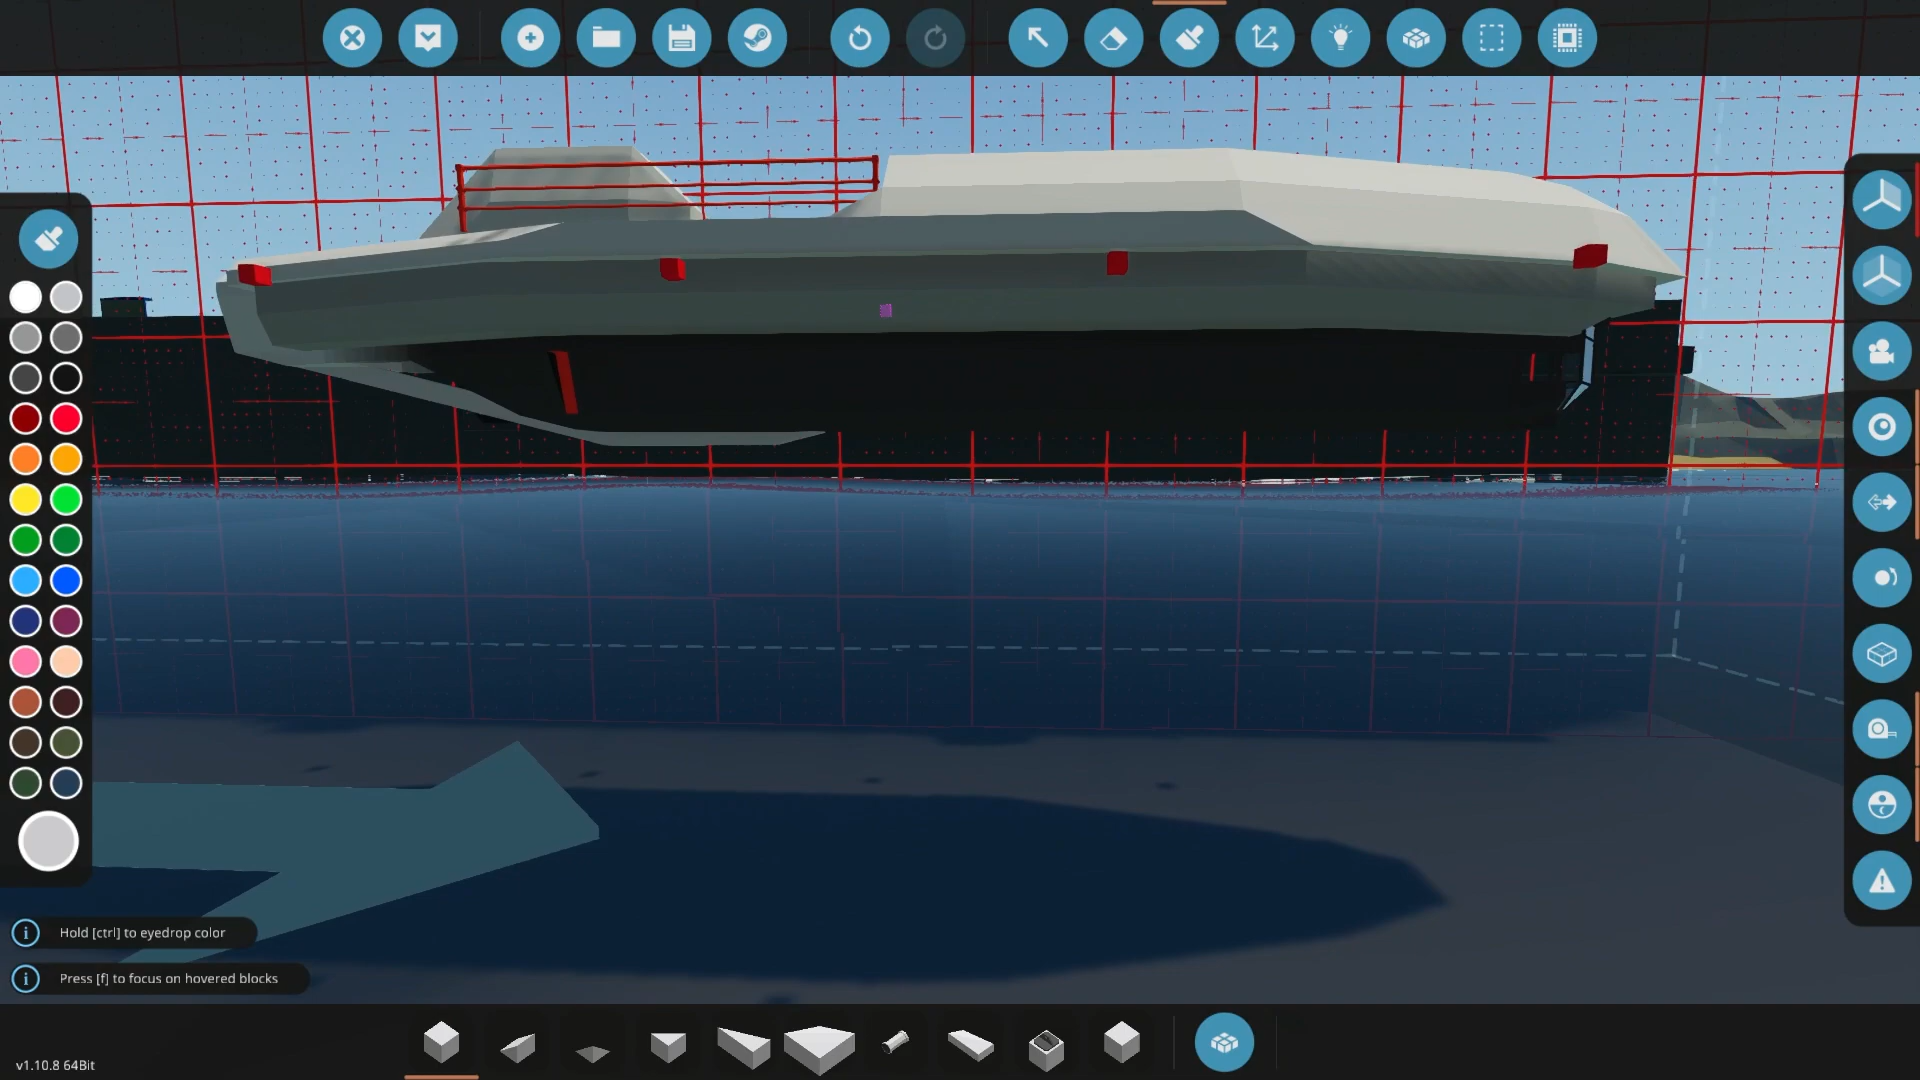 Hold [ctrl] to eyedrop color
Press [f] to focus on hovered blocks
v1.10.8 64Bit